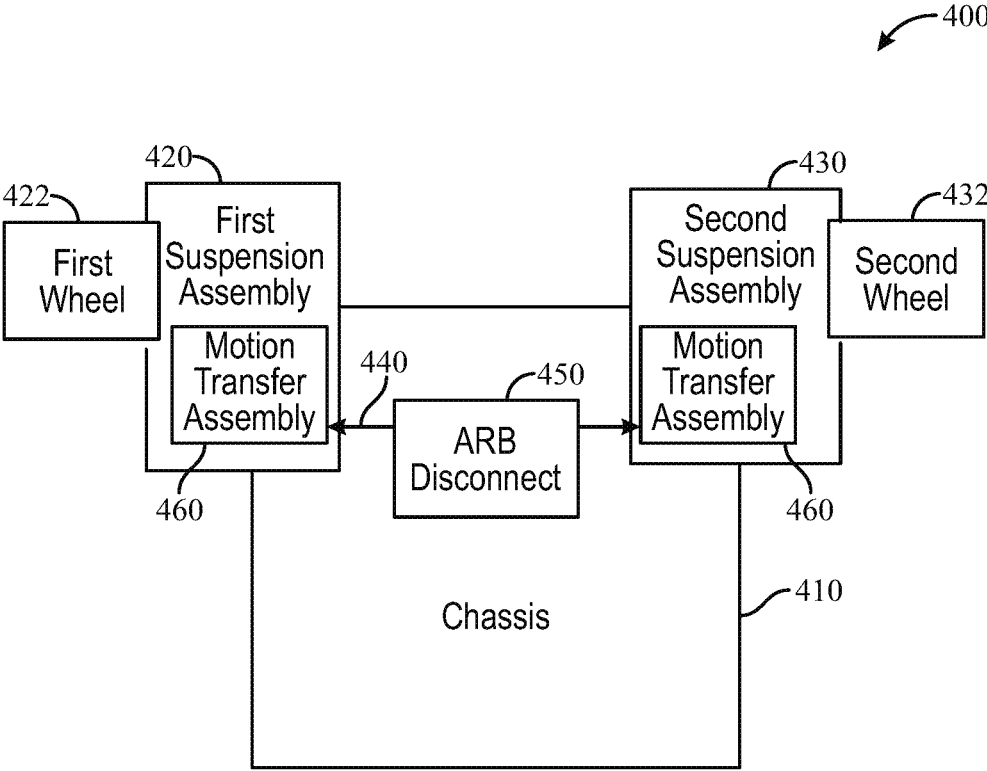 400
420
430
422
432
First
Suspension
Assembly
Second
Suspension
Assembly
First
Wheel
Second
Wheel
Motion
Transfer
Assembly
440
450
Motion
Transfer
Assembly
ARB
Disconnect
460
460
410
Chassis